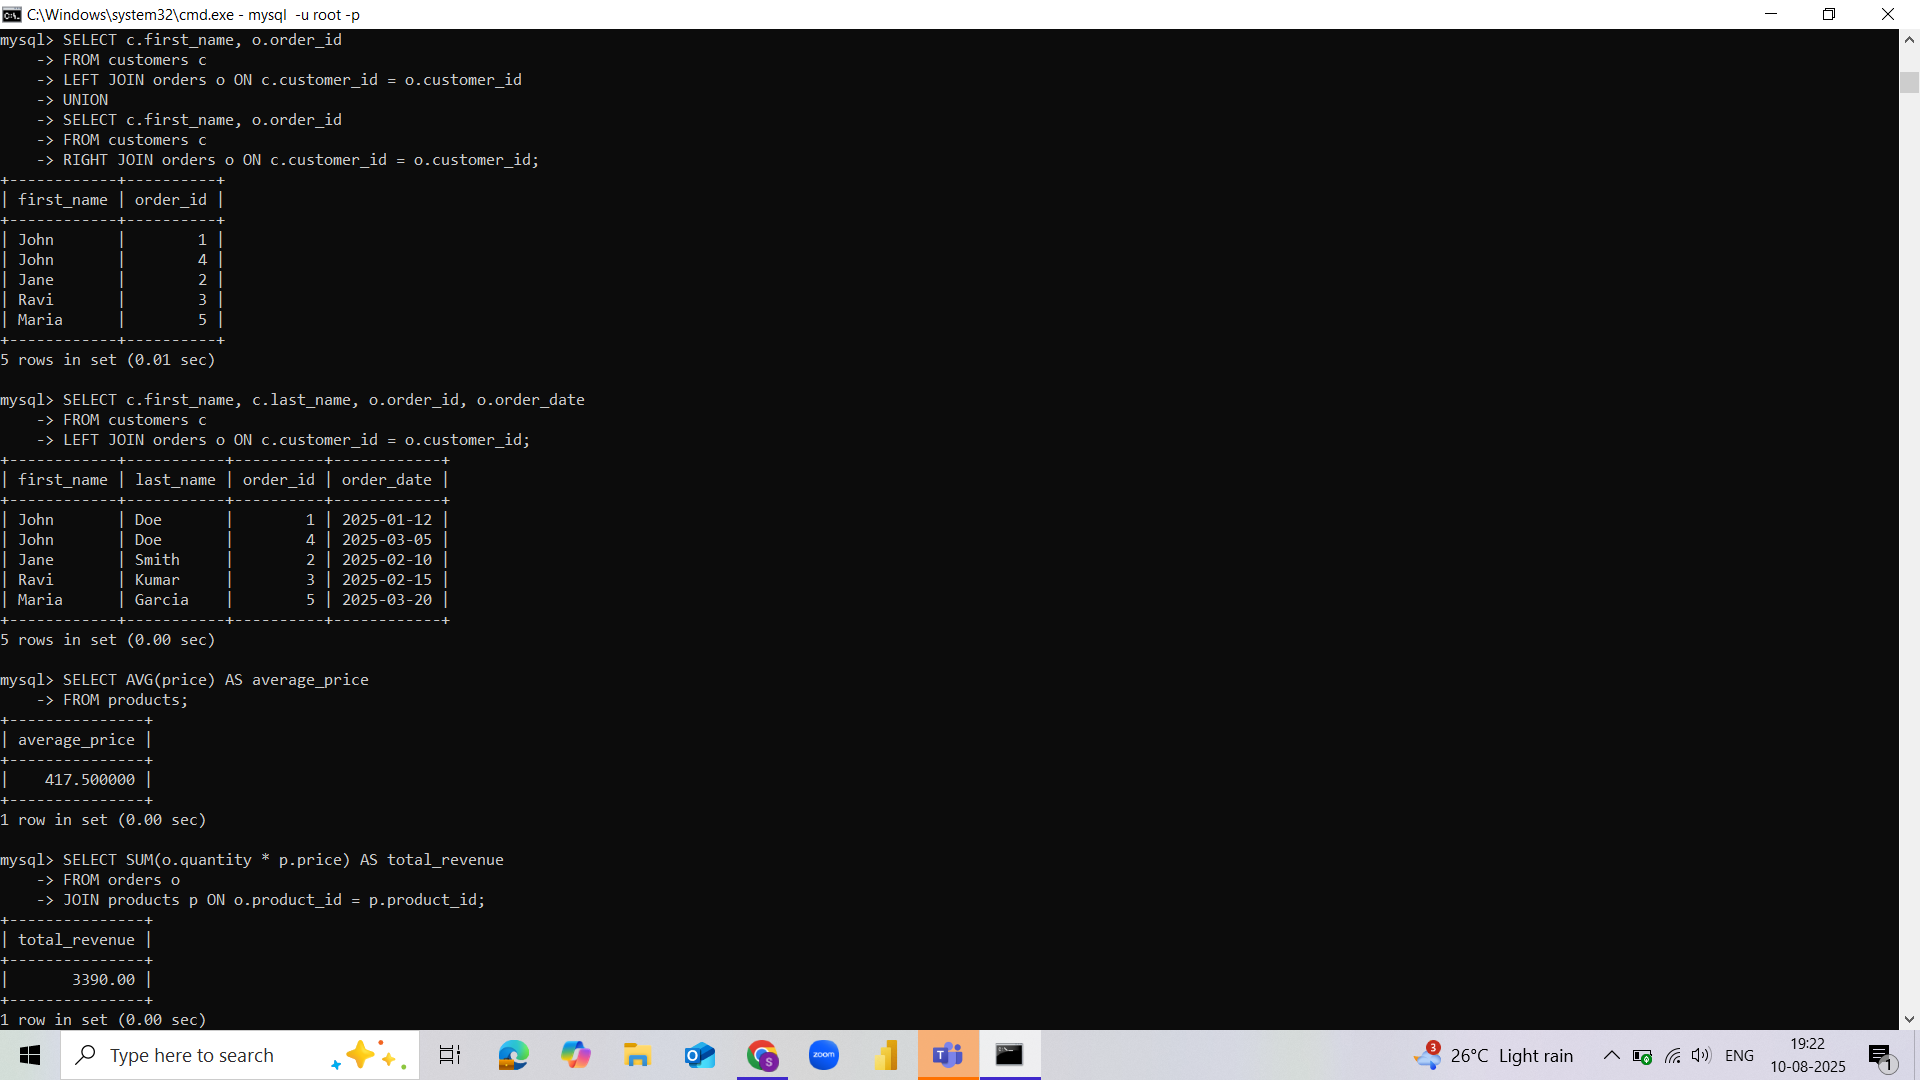 C:\Windows\system32\cmd.exe - mysql  -u root -p
mysql> SELECT c.first_name, o.order_id
    -> FROM customers c
    -> LEFT JOIN orders o ON c.customer_id = o.customer_id
    -> UNION
    -> SELECT c.first_name, o.order_id
    -> FROM customers c
    -> RIGHT JOIN orders o ON c.customer_id = o.customer_id;
+------------+----------+
| first_name | order_id |
+------------+----------+
| John       |        1 |
| John       |        4 |
| Jane       |        2 |
| Ravi       |        3 |
| Maria      |        5 |
+------------+----------+
5 rows in set (0.01 sec)
mysql> SELECT c.first_name, c.last_name, o.order_id, o.order_date
    -> FROM customers c
    -> LEFT JOIN orders o ON c.customer_id = o.customer_id;
+------------+-----------+----------+------------+
| first_name | last_name | order_id | order_date |
+------------+-----------+----------+------------+
| John       | Doe       |        1 | 2025-01-12 |
| John       | Doe       |        4 | 2025-03-05 |
| Jane       | Smith     |        2 | 2025-02-10 |
| Ravi       | Kumar     |        3 | 2025-02-15 |
| Maria      | Garcia    |        5 | 2025-03-20 |
+------------+-----------+----------+------------+
5 rows in set (0.00 sec)
mysql> SELECT AVG(price) AS average_price
    -> FROM products;
+---------------+
| average_price |
+---------------+
|    417.500000 |
+---------------+
1 row in set (0.00 sec)
mysql> SELECT SUM(o.quantity * p.price) AS total_revenue
    -> FROM orders o
    -> JOIN products p ON o.product_id = p.product_id;
+---------------+
| total_revenue |
+---------------+
|       3390.00 |
+---------------+
1 row in set (0.00 sec)
Type here to search
zoom
S
3
26°C  Light rain
ENG
19:22
10-08-2025
1